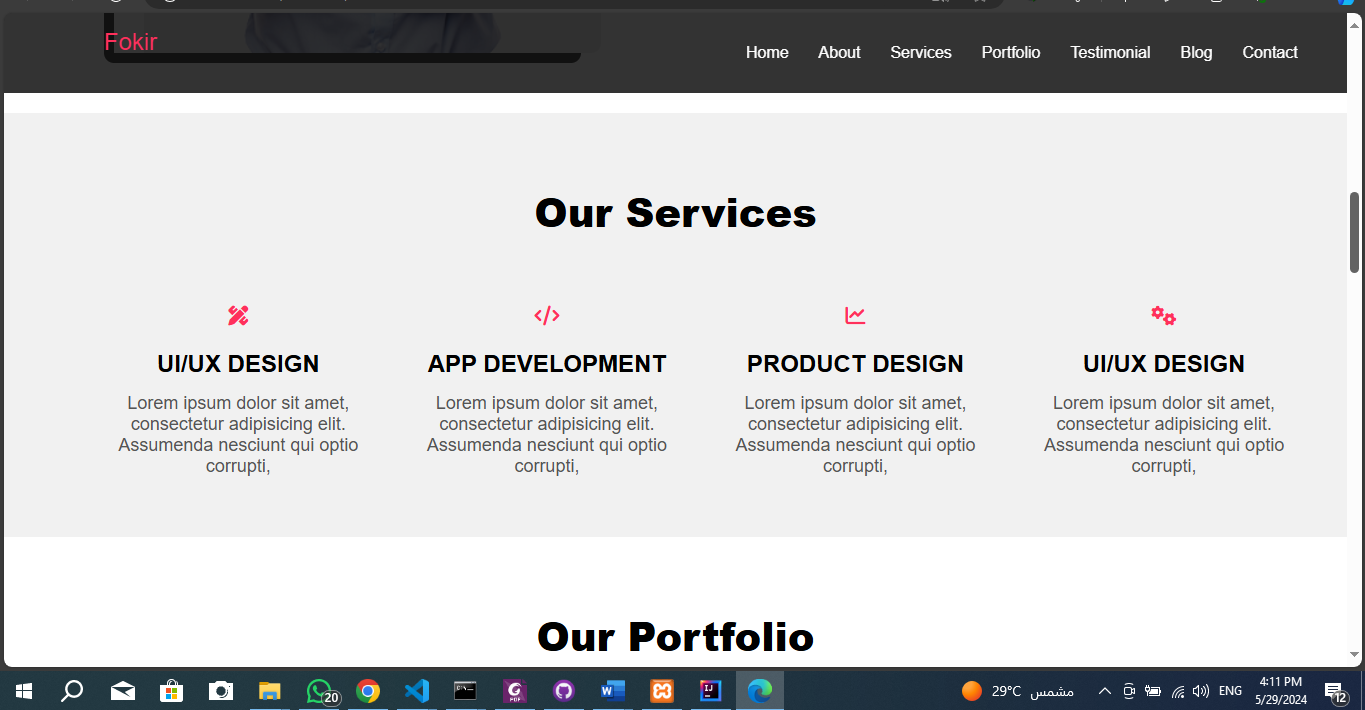 Fokir
Home About Services Portfolio Testimonial Blog Contact
Our Services
UI/UX DESIGN
Lorem ipsum dolor sit amet,
consectetur adipisicing elit.
Assumenda nesciunt qui optio
corrupti,
APP DEVELOPMENT
Lorem ipsum dolor sit amet,
consectetur adipisicing elit.
Assumenda nesciunt qui optio
corrupti,
PRODUCT DESIGN
Lorem ipsum dolor sit amet,
consectetur adipisicing elit.
Assumenda nesciunt qui optio
corrupti,
UI/UX DESIGN
Lorem ipsum dolor sit amet,
consectetur adipisicing elit.
Assumenda nesciunt qui optio
corrupti,
Our Portfolio
20
PDF
W
IJ
29°C مشمس
ENG
4:11 PM
5/29/2024
12